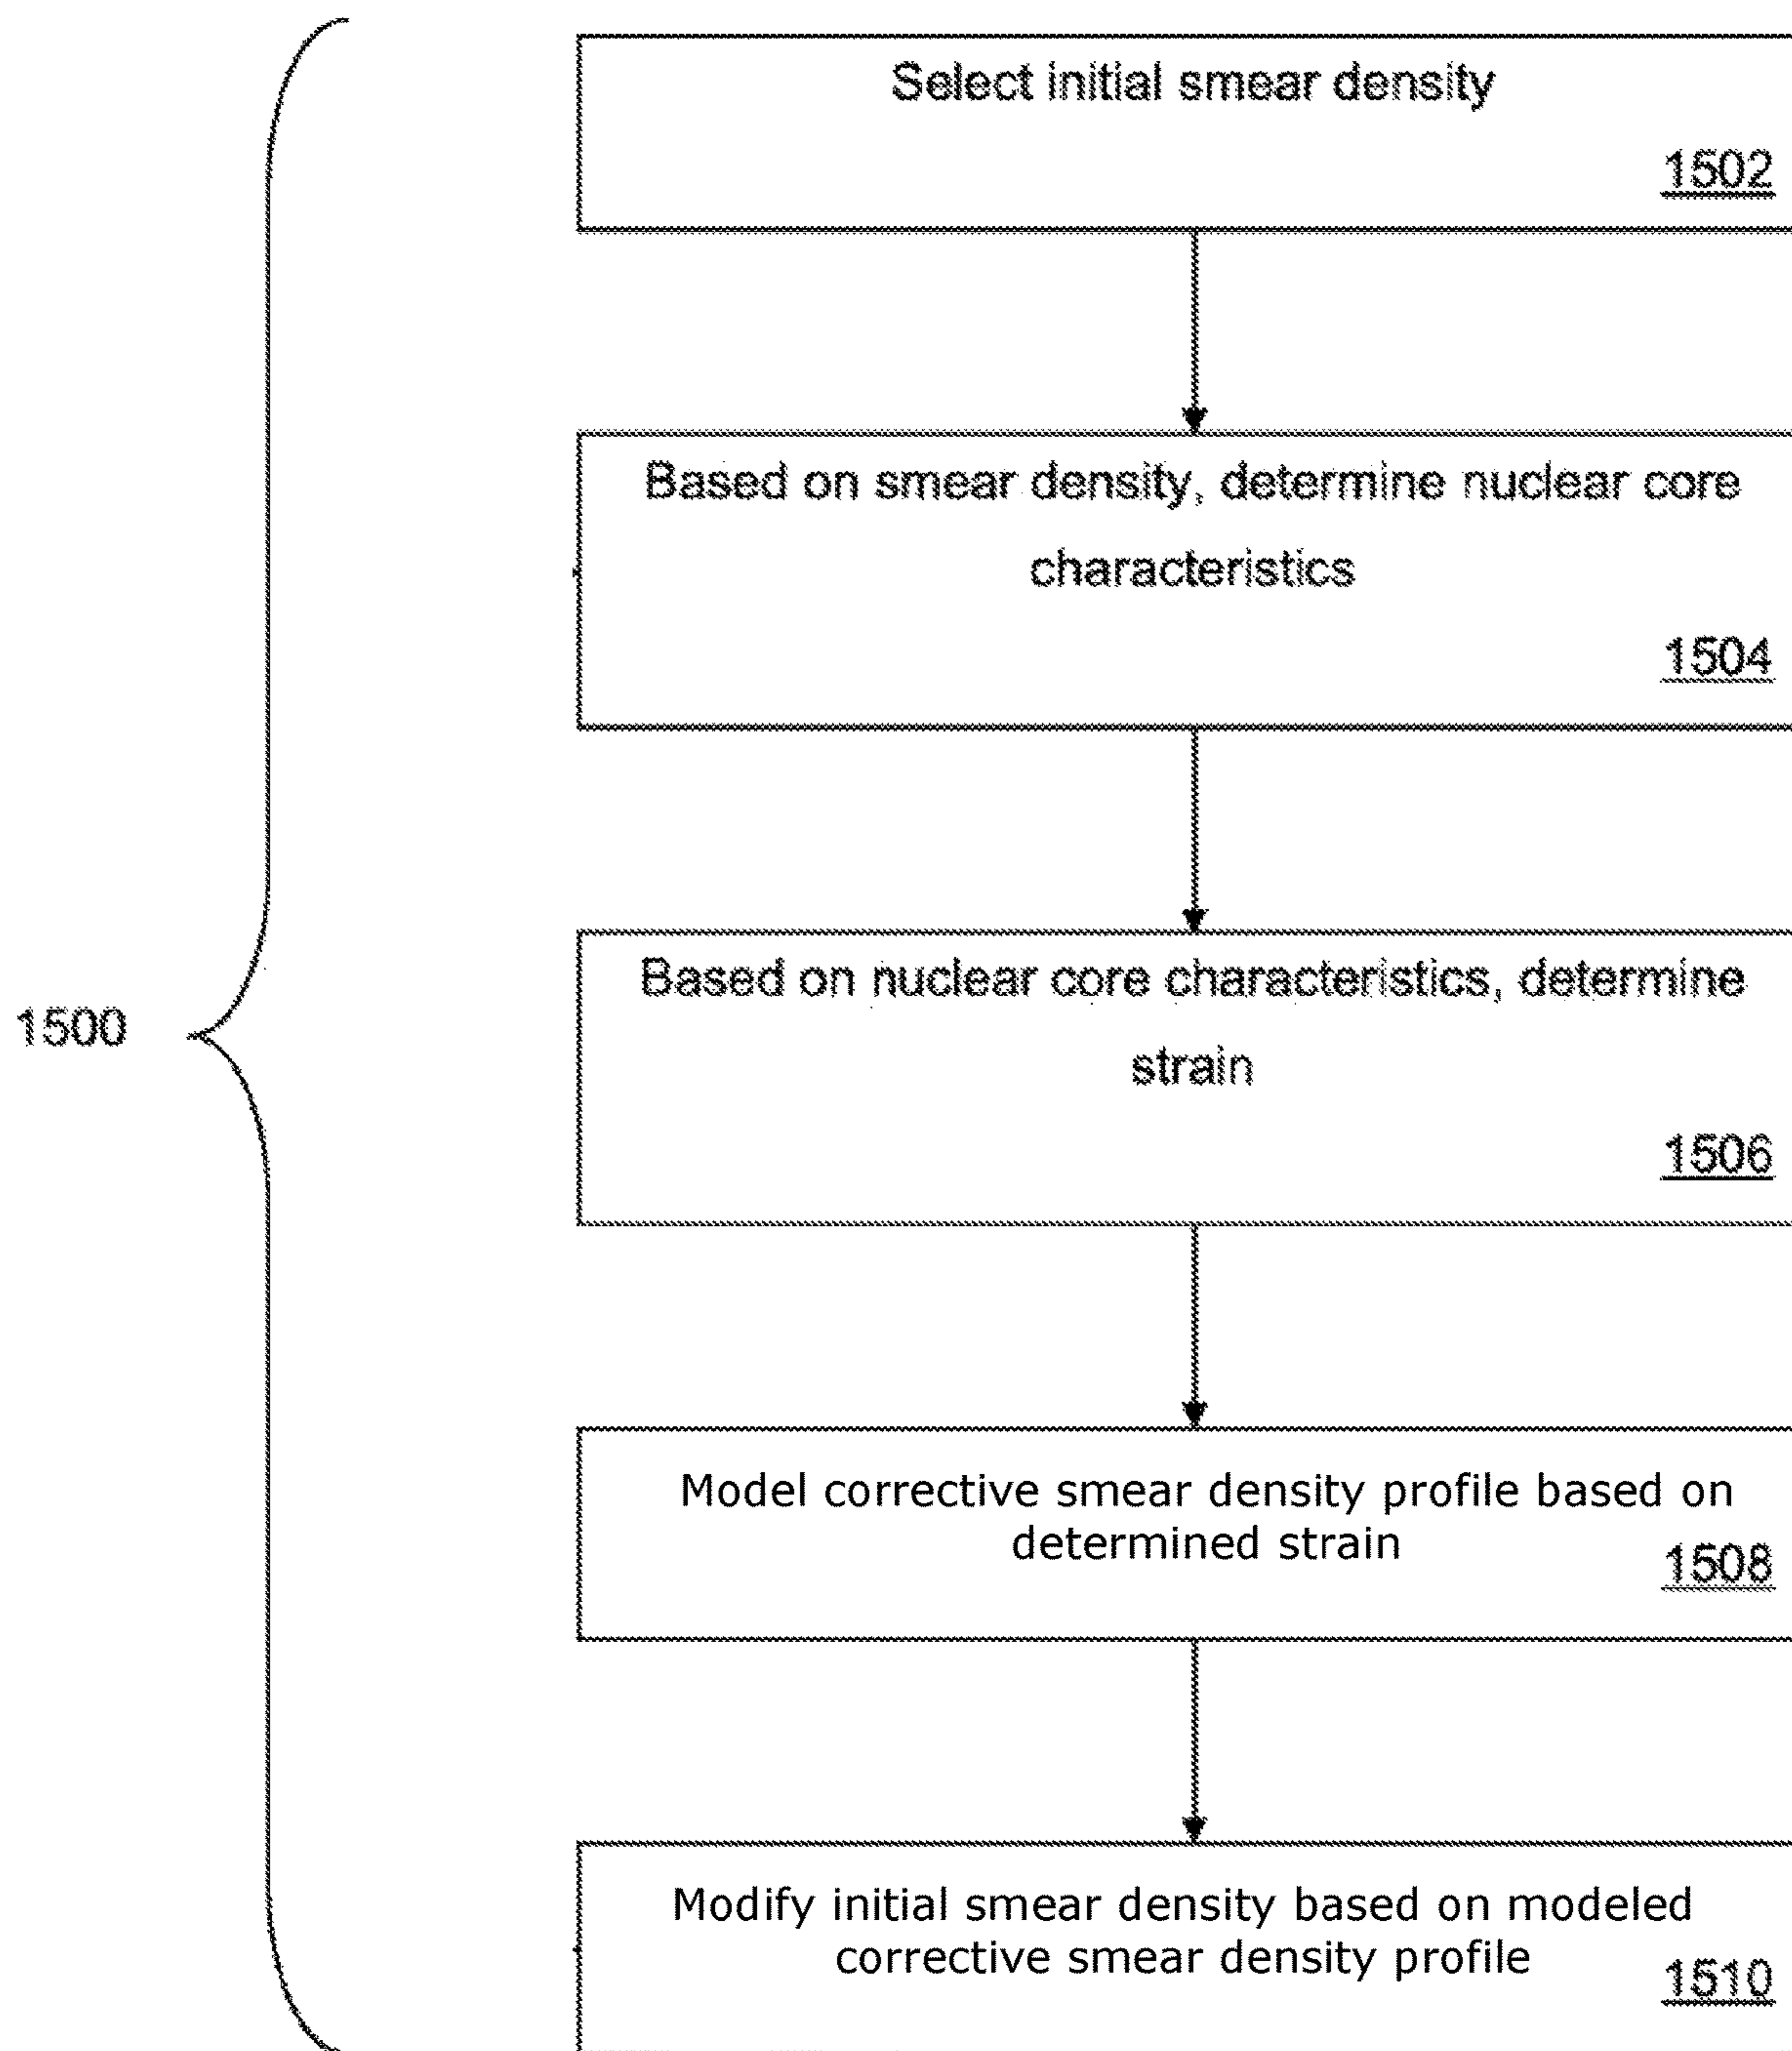 Select initial smear density
1502
Based on smear density, determine nuclear core
characteristics
1504
Based on nuclear core characteristics, determine
strain
1506
1500
Model corrective smear density profile based on
determined strain
1508
Modify initial smear density based on modeled
corrective smear density profile
1510